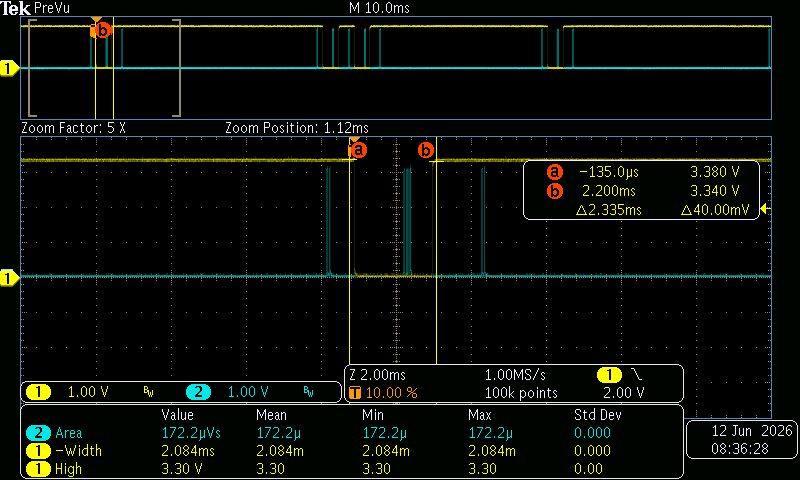 Tek PreVu M 10.0ms
b
1
Zoom Factor: 5 X Zoom Position: 1.12ms
a b
a -135.0µs 3.380 V
b 2.200ms 3.340 V
Δ2.335ms Δ40.00mV
1
Z 2.00ms 1.00MS/s 1
1 1.00 V BW 2 1.00 V BW T 10.00 % 100k points 2.00 V
Value Mean Min Max Std Dev
2 Area 172.2µVs 172.2µ 172.2µ 172.2µ 0.000
1 -Width 2.084ms 2.084m 2.084m 2.084m 0.000
1 High 3.30 V 3.30 3.30 3.30 0.00
12 Jun 2026
08:36:28